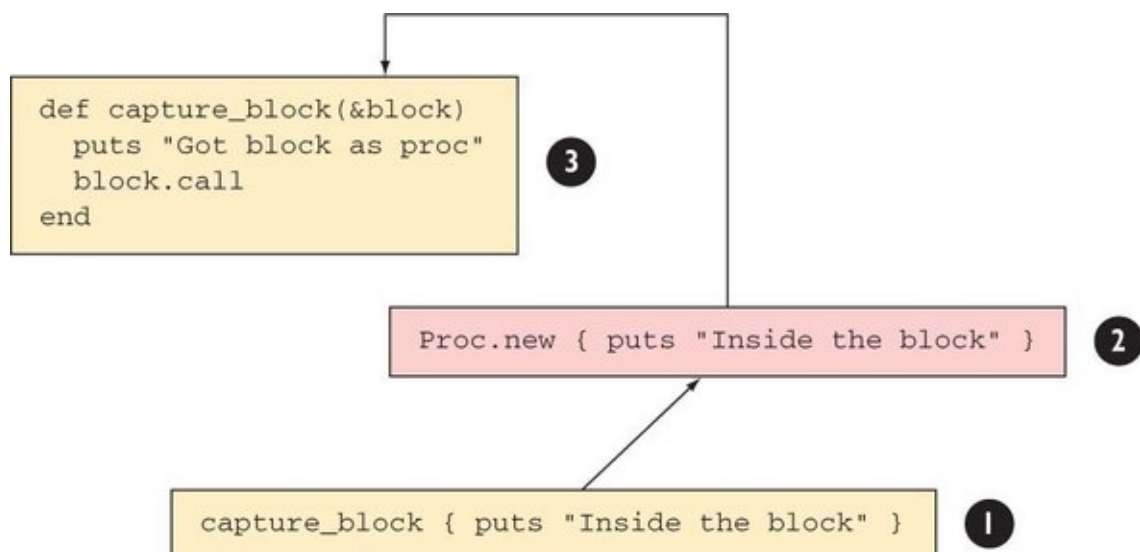 def capture_block(&block)
  puts "Got block as proc"
  block.call
end
3
Proc.new { puts "Inside the block" }
2
capture_block { puts "Inside the block" }
1